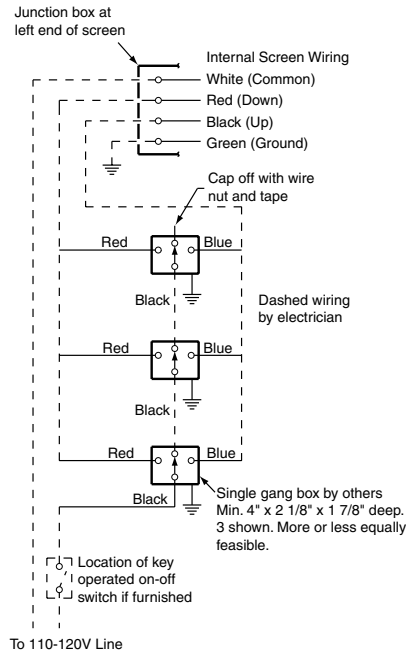 Junction box at
left end of screen
Internal Screen Wiring
White (Common)
Red (Down)
Black (Up)
Green (Ground)
Cap off with wire
nut and tape
Red
Blue
Black
Dashed wiring
by electrician
Red
Blue
Black
Red
Blue
Black
Single gang box by others
Min. 4" x 2 1/8" x 1 7/8" deep.
3 shown. More or less equally
feasible.
Location of key
operated on-off
switch if furnished
To 110-120V Line